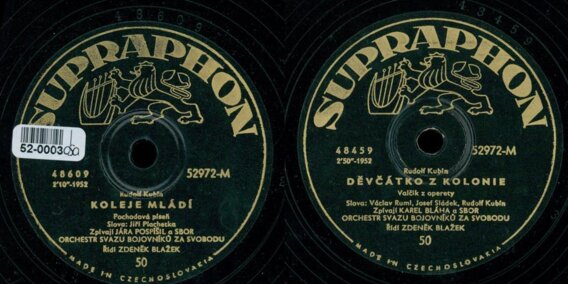 48609
SUPRAPHON
52-0003
48609
52972-M
2'10"-1952
Rudolf Kubín
KOLEJE MLÁDÍ
Pochodová píseň
Slova: Jiří Plachetka
Zpívají JÁRA POSPÍŠIL a SBOR
ORCHESTR SVAZU BOJOVNÍKŮ ZA SVOBODU
Řídí ZDENĚK BLAŽEK
50
MADE IN CZECHOSLOVAKIA
43459
SUPRAPHON
48459
52972-M
2'50"-1952
Rudolf Kubín
DĚVČÁTKO Z KOLONIE
Valčík z operety
Slova: Václav Ruml, Josef Sládek, Rudolf Kubín
Zpívají KAREL BLÁHA a SBOR
ORCHESTR SVAZU BOJOVNÍKŮ ZA SVOBODU
Řídí ZDENĚK BLAŽEK
50
MADE IN CZECHOSLOVAKIA